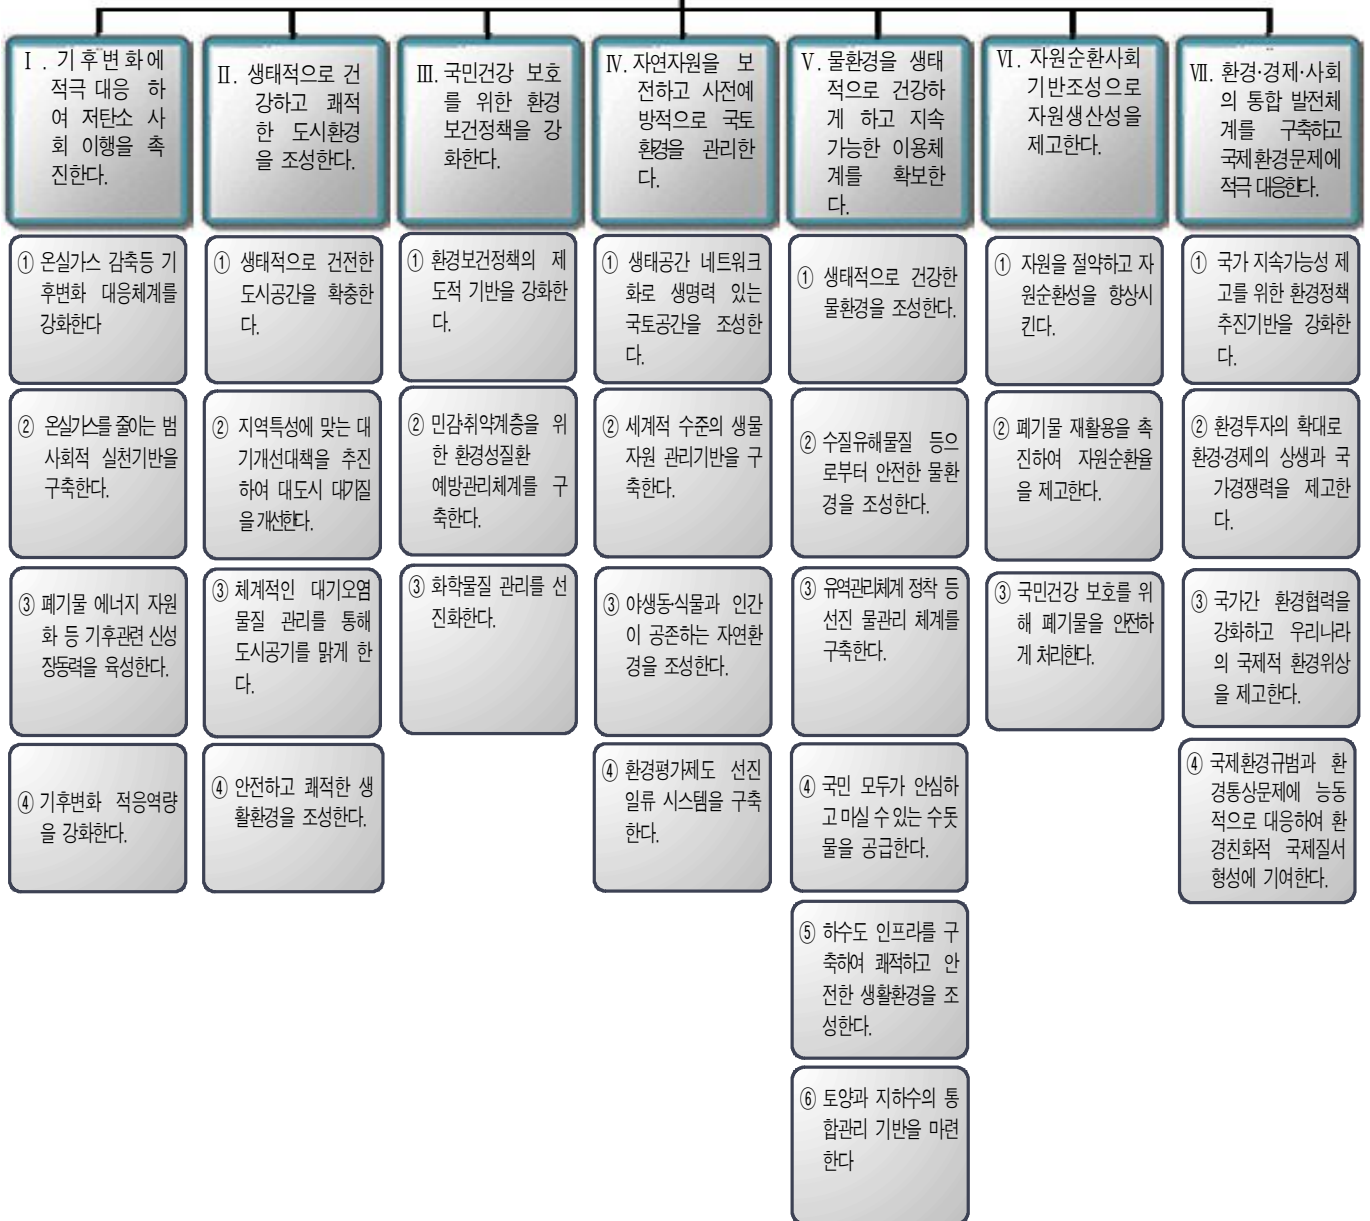 Ⅰ. 기후변화에
적극 대응 하
여 저탄소 사
회 이행을 촉
진한다.
Ⅱ. 생태적으로 건
강하고 쾌적
한 도시환경
을 조성한다.
Ⅲ. 국민건강 보호
를 위한 환경
보건정책을 강
화한다.
Ⅳ. 자연자원을 보
전하고 사전예
방적으로 국토
환경을 관리한
다.
Ⅴ. 물환경을 생태
적으로 건강하
게 하고 지속
가능한 이용체
계를 확보한
다.
Ⅵ. 자원순환사회
기반조성으로
자원생산성을
제고한다.
Ⅶ. 환경·경제·사회
의 통합 발전체
계를 구축하고
국제환경문제에
적극 대응한다.
① 온실가스 감축등 기
후변화 대응체계를
강화한다
② 온실가스를 줄이는 범
사회적 실천기반을
구축한다.
③ 폐기물 에너지 자원
화 등 기후관련 신성
장동력을 육성한다.
④ 기후변화 적응역량
을 강화한다.
① 생태적으로 건전한
도시공간을 확충한
다.
② 지역특성에 맞는 대
기개선대책을 추진
하여 대도시 대기질
을 개선한다.
③ 체계적인 대기오염
물질 관리를 통해
도시공기를 맑게 한
다.
④ 안전하고 쾌적한 생
활환경을 조성한다.
① 환경보건정책의 제
도적 기반을 강화한
다.
② 민감·취약계층을 위
한 환경성질환
예방관리체계를 구
축한다.
③ 화학물질 관리를 선
진화한다.
① 생태공간 네트워크
화로 생명력 있는
국토공간을 조성한
다.
② 세계적 수준의 생물
자원 관리기반을 구
축한다.
③ 야생동·식물과 인간
이 공존하는 자연환
경을 조성한다.
④ 환경평가제도 선진
일류 시스템을 구축
한다.
① 생태적으로 건강한
물환경을 조성한다.
② 수질유해물질 등으
로부터 안전한 물환
경을 조성한다.
③ 유역관리체계 정착 등
선진 물관리 체계를
구축한다.
④ 국민 모두가 안심하
고 마실 수 있는 수돗
물을 공급한다.
⑤ 하수도 인프라를 구
축하여 쾌적하고 안
전한 생활환경을 조
성한다.
⑥ 토양과 지하수의 통
합관리 기반을 마련
한다
① 자원을 절약하고 자
원순환성을 향상시
킨다.
② 폐기물 재활용을 촉
진하여 자원순환율
을 제고한다.
③ 국민건강 보호를 위
해 폐기물을 안전하
게 처리한다.
① 국가 지속가능성 제
고를 위한 환경정책
추진기반을 강화한
다.
② 환경투자의 확대로
환경·경제의 상생과 국
가경쟁력을 제고한
다.
③ 국가간 환경협력을
강화하고 우리나라
의 국제적 환경위상
을 제고한다.
④ 국제환경규범과 환
경통상문제에 능동
적으로 대응하여 환
경친화적 국제질서
형성에 기여한다.